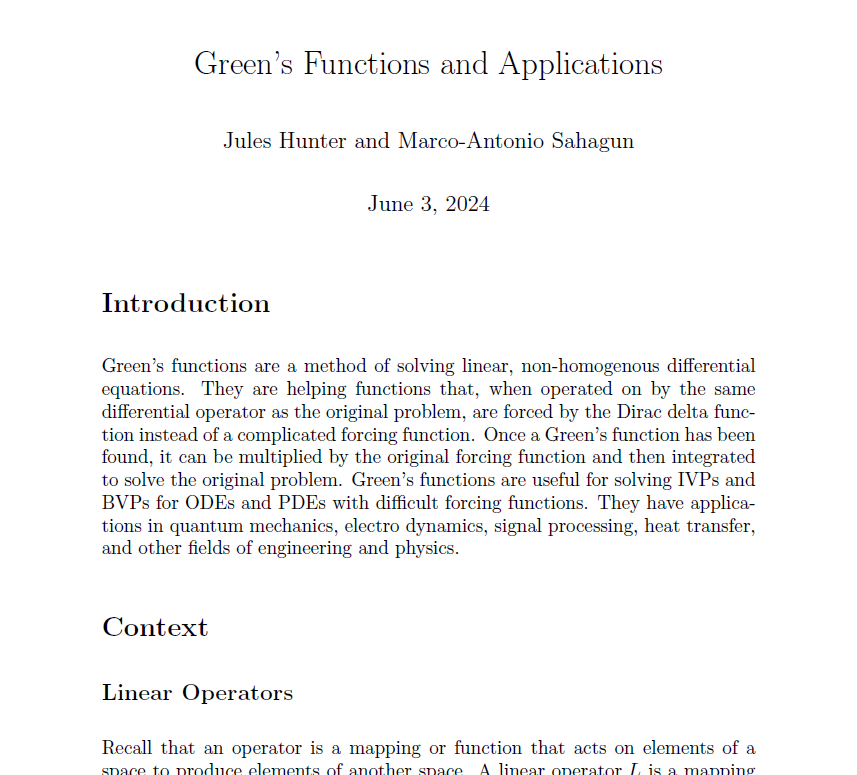 Green's Functions and Applications
Jules Hunter and Marco-Antonio Sahagun
June 3, 2024
Introduction
Green's functions are a method of solving linear, non-homogenous differential
equations. They are helping functions that, when operated on by the same
differential operator as the original problem, are forced by the Dirac delta func-
tion instead of a complicated forcing function. Once a Green's function has been
found, it can be multiplied by the original forcing function and then integrated
to solve the original problem. Green's functions are useful for solving IVPs and
BVPs for ODEs and PDEs with difficult forcing functions. They have applica-
tions in quantum mechanics, electro dynamics, signal processing, heat transfer,
and other fields of engineering and physics.
Context
Linear Operators
Recall that an operator is a mapping or function that acts on elements of a
space to produce elements of another space. A linear operator L is a mapping